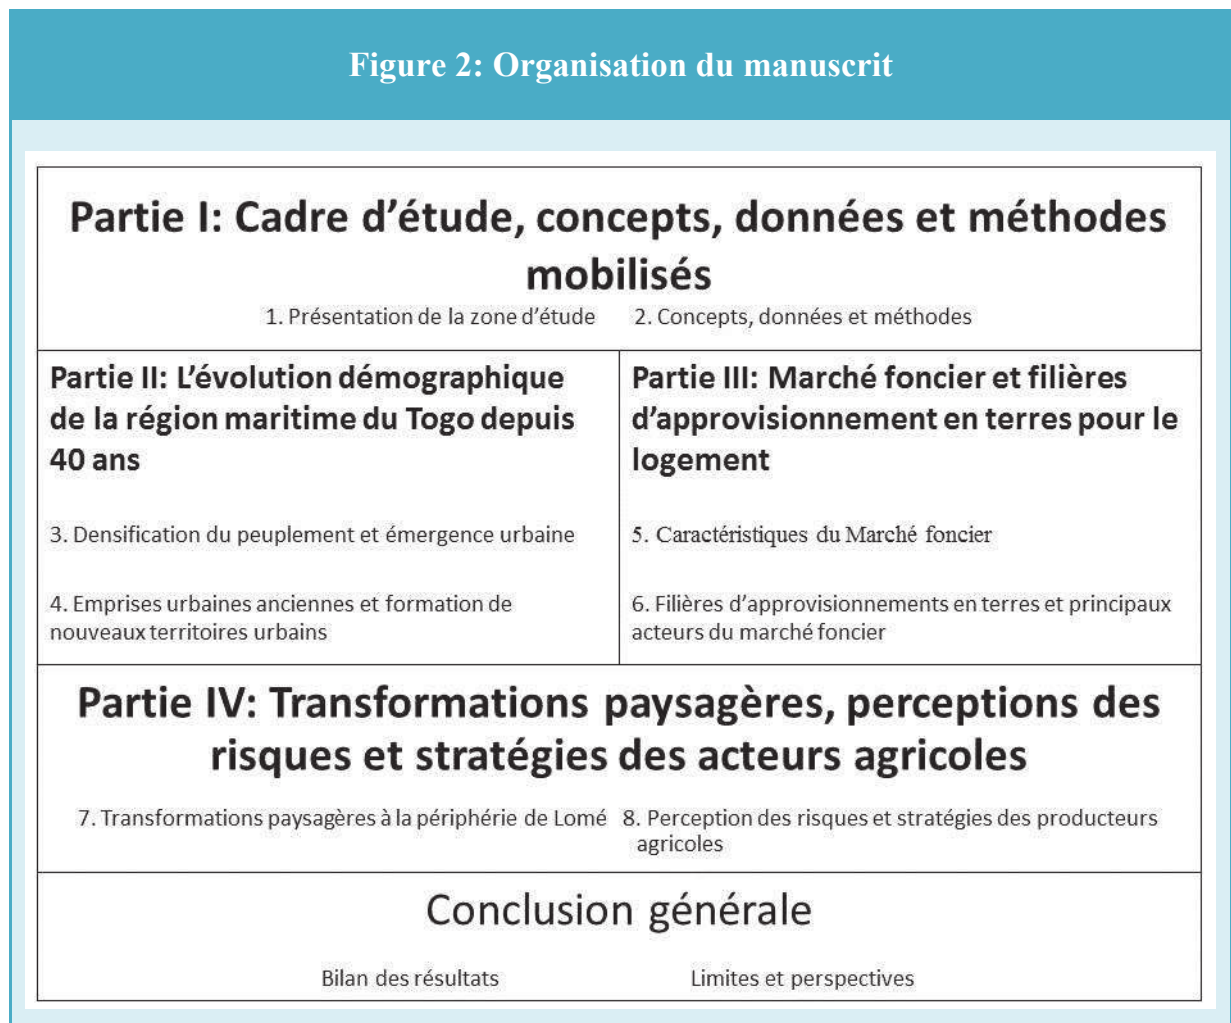 Figure 2: Organisation du manuscrit
Partie I: Cadre d’étude, concepts, données et méthodes
mobilisés
1. Présentation de la zone d’étude 2. Concepts, données et méthodes
Partie II: L’évolution démographique
de la région maritime du Togo depuis
40 ans
3. Densification du peuplement et émergence urbaine
4. Emprises urbaines anciennes et formation de
nouveaux territoires urbains
Partie III: Marché foncier et filières
d’approvisionnement en terres pour le
logement
5. Caractéristiques du Marché foncier
6. Filières d’approvisionnements en terres et principaux
acteurs du marché foncier
Partie IV: Transformations paysagères, perceptions des
risques et stratégies des acteurs agricoles
7. Transformations paysagères à la périphérie de Lomé
8. Perception des risques et stratégies des producteurs
agricoles
Conclusion générale
Bilan des résultats Limites et perspectives